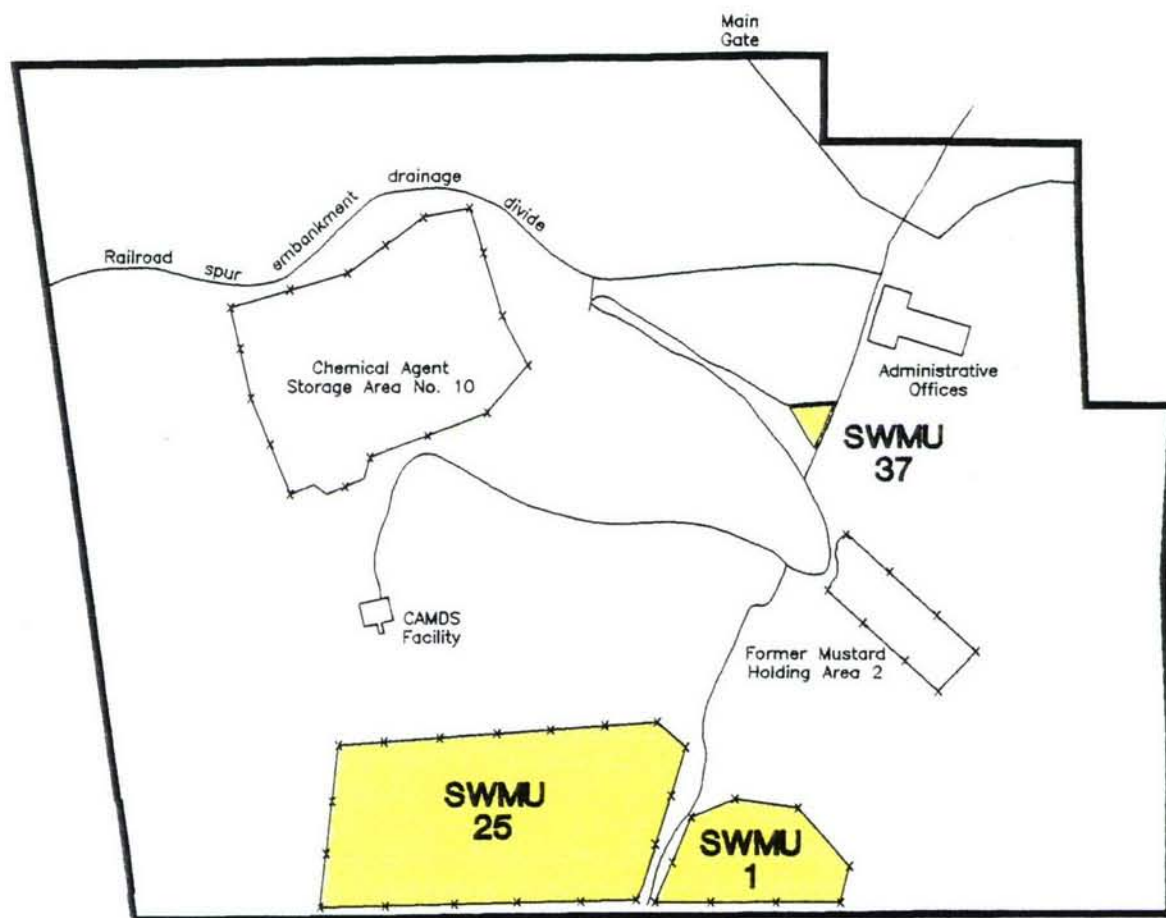 Main
Gate
drainage
embankment
divide
Railroad
spur
Chemical Agent
Storage Area No. 10
Administrative
Offices
SWMU
37
CAMDS
Facility
Former Mustard
Holding Area 2
SWMU
25
SWMU
1